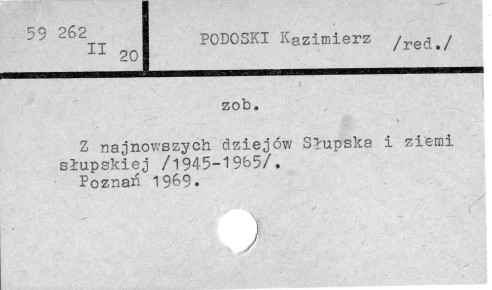 59 262
II 20
PODOSKI Kazimierz /red./
zob.
Z najnowszych dziejów Słupska i ziemi
słupskiej /1945-1965/.
Poznań 1969.